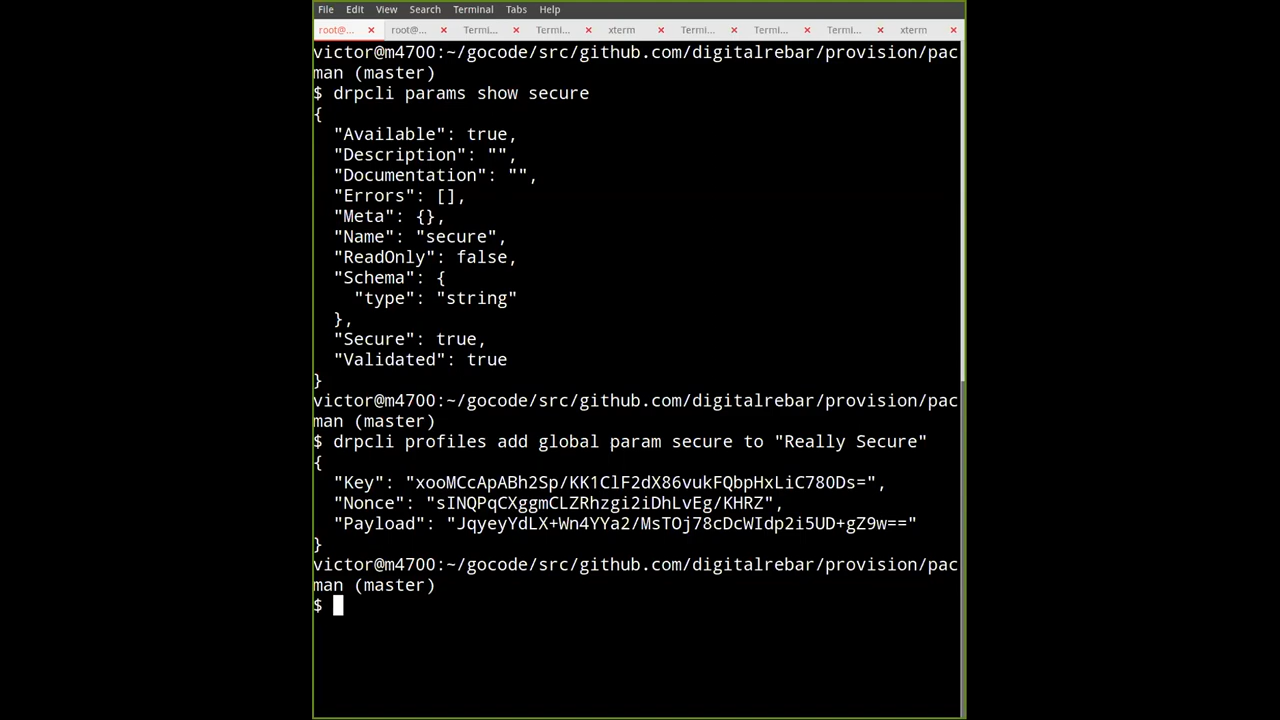 File Edit View Search Terminal Tabs Help
root@... × root@... × Termi... × Termi... × xterm × Termi... × Termi... × Termi... × xterm ×
victor@m4700:~/gocode/src/github.com/digitalrebar/provision/pac
man (master)
$ drpcli params show secure
{
  "Available": true,
  "Description": "",
  "Documentation": "",
  "Errors": [],
  "Meta": {},
  "Name": "secure",
  "ReadOnly": false,
  "Schema": {
    "type": "string"
  },
  "Secure": true,
  "Validated": true
}
victor@m4700:~/gocode/src/github.com/digitalrebar/provision/pac
man (master)
$ drpcli profiles add global param secure to "Really Secure"
{
  "Key": "xooMCcApABh2Sp/KK1ClF2dX86vukFQbpHxLiC78ODs=",
  "Nonce": "sINQPqCXggmCLZRhzgi2iDhLvEg/KHRZ",
  "Payload": "JqyeyYdLX+Wn4YYa2/MsTOj78cDcWIdp2i5UD+gZ9w=="
}
victor@m4700:~/gocode/src/github.com/digitalrebar/provision/pac
man (master)
$